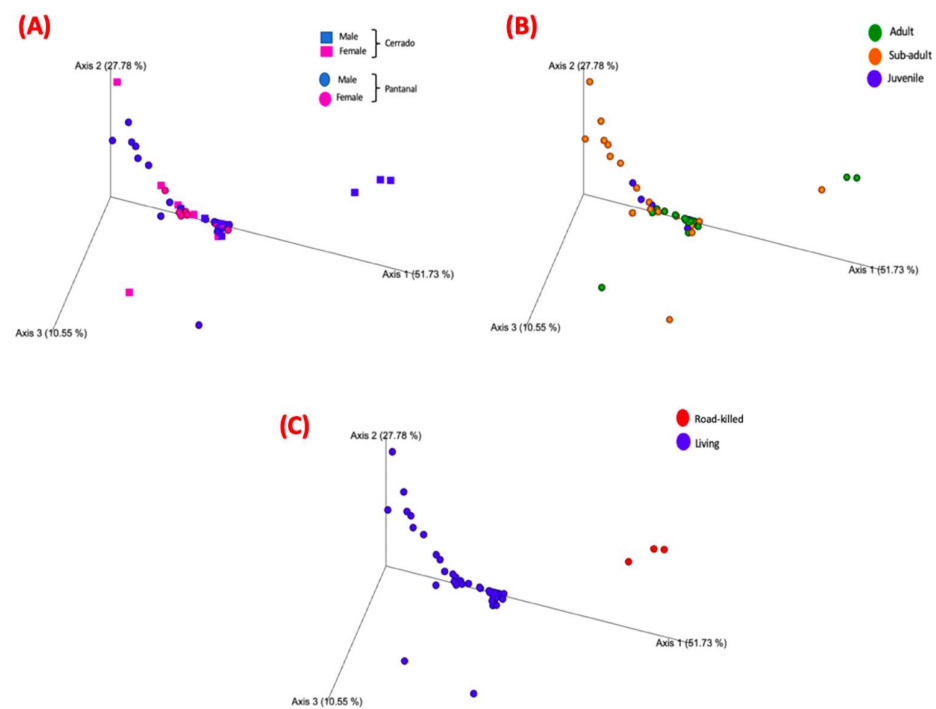 (A)
Male
Female
Cerrado
Male
Female
Pantanal
Axis 2 (27.78 %)
Axis 1 (51.73 %)
Axis 3 (10.55 %)
(B)
Adult
Sub-adult
Juvenile
Axis 2 (27.78 %)
Axis 1 (51.73 %)
Axis 3 (10.55 %)
(C)
Road-killed
Living
Axis 2 (27.78 %)
Axis 1 (51.73 %)
Axis 3 (10.55 %)